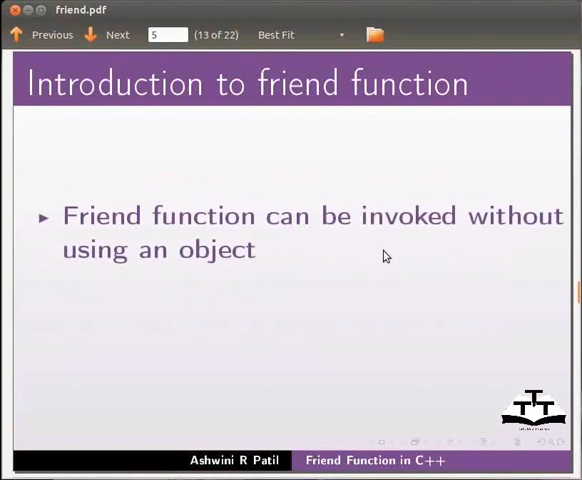 friend.pdf
Previous Next 5 (13 of 22) Best Fit
Introduction to friend function
Friend function can be invoked without
using an object
TTT
Ashwini R Patil Friend Function in C++